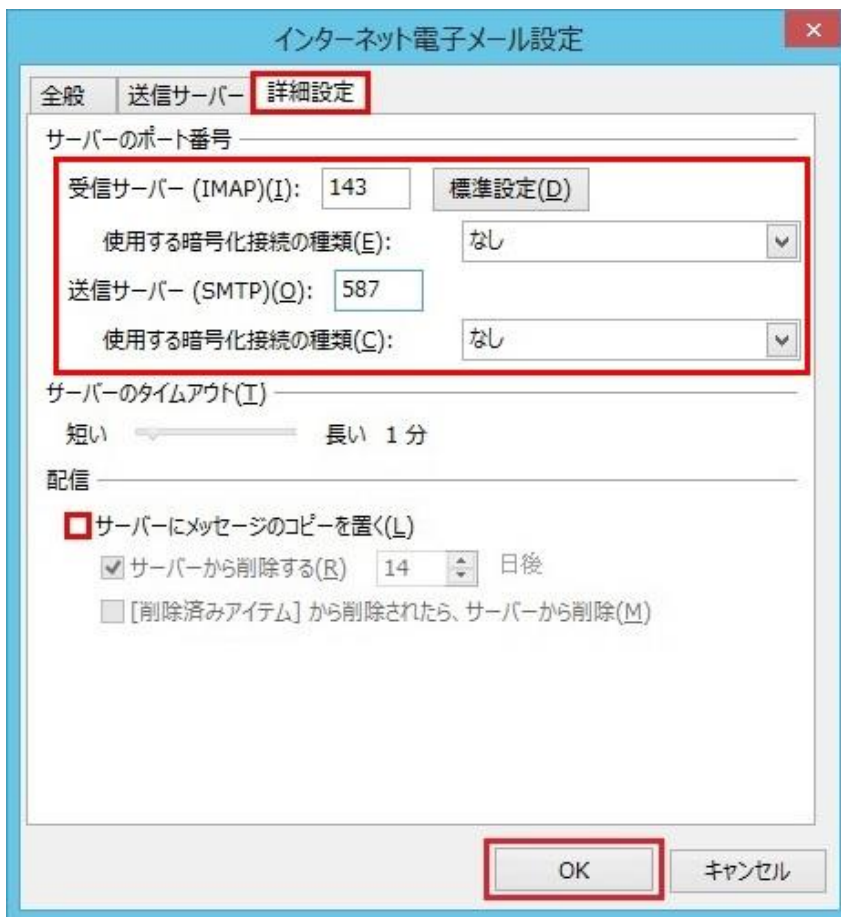 インターネット電子メール設定
全般 送信サーバー 詳細設定
サーバーのポート番号
受信サーバー (IMAP)(I): 143 標準設定(D)
使用する暗号化接続の種類(E): なし
送信サーバー (SMTP)(O): 587
使用する暗号化接続の種類(C): なし
サーバーのタイムアウト(T)
短い 長い 1 分
配信
サーバーにメッセージのコピーを置く(L)
サーバーから削除する(R) 14 日後
[削除済みアイテム] から削除されたら、サーバーから削除(M)
OK キャンセル